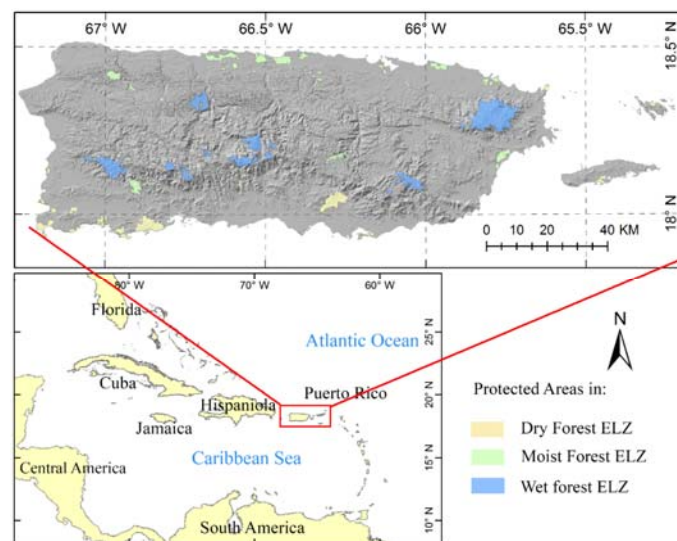 67° W
66.5° W
66° W
65.5° W
18.5° N
18° N
0 10 20 40 KM
80° W
70° W
60° W
Florida
Atlantic Ocean
25° N
N
Cuba
Puerto Rico
20° N
Hispaniola
Jamaica
Protected Areas in:
Dry Forest ELZ
Caribbean Sea
Central America
15° N
Moist Forest ELZ
Wet forest ELZ
South America
10° N